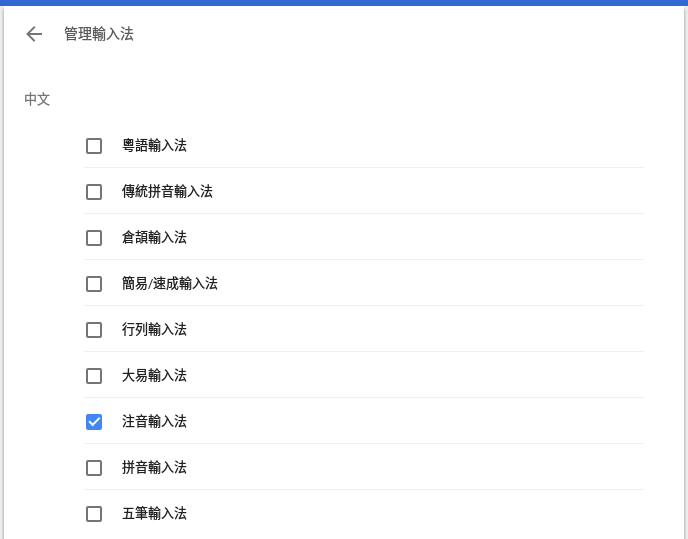 管理輸入法
中文
粵語輸入法
傳統拼音輸入法
倉頡輸入法
簡易/速成輸入法
行列輸入法
大易輸入法
注音輸入法
拼音輸入法
五筆輸入法